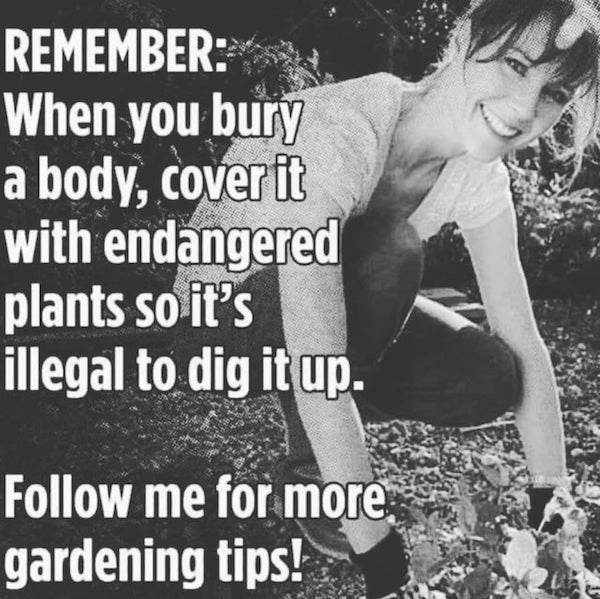 REMEMBER:
When you bury
a body, cover it
with endangered
plants so it's
illegal to dig it up.
Follow me for more
gardening tips!